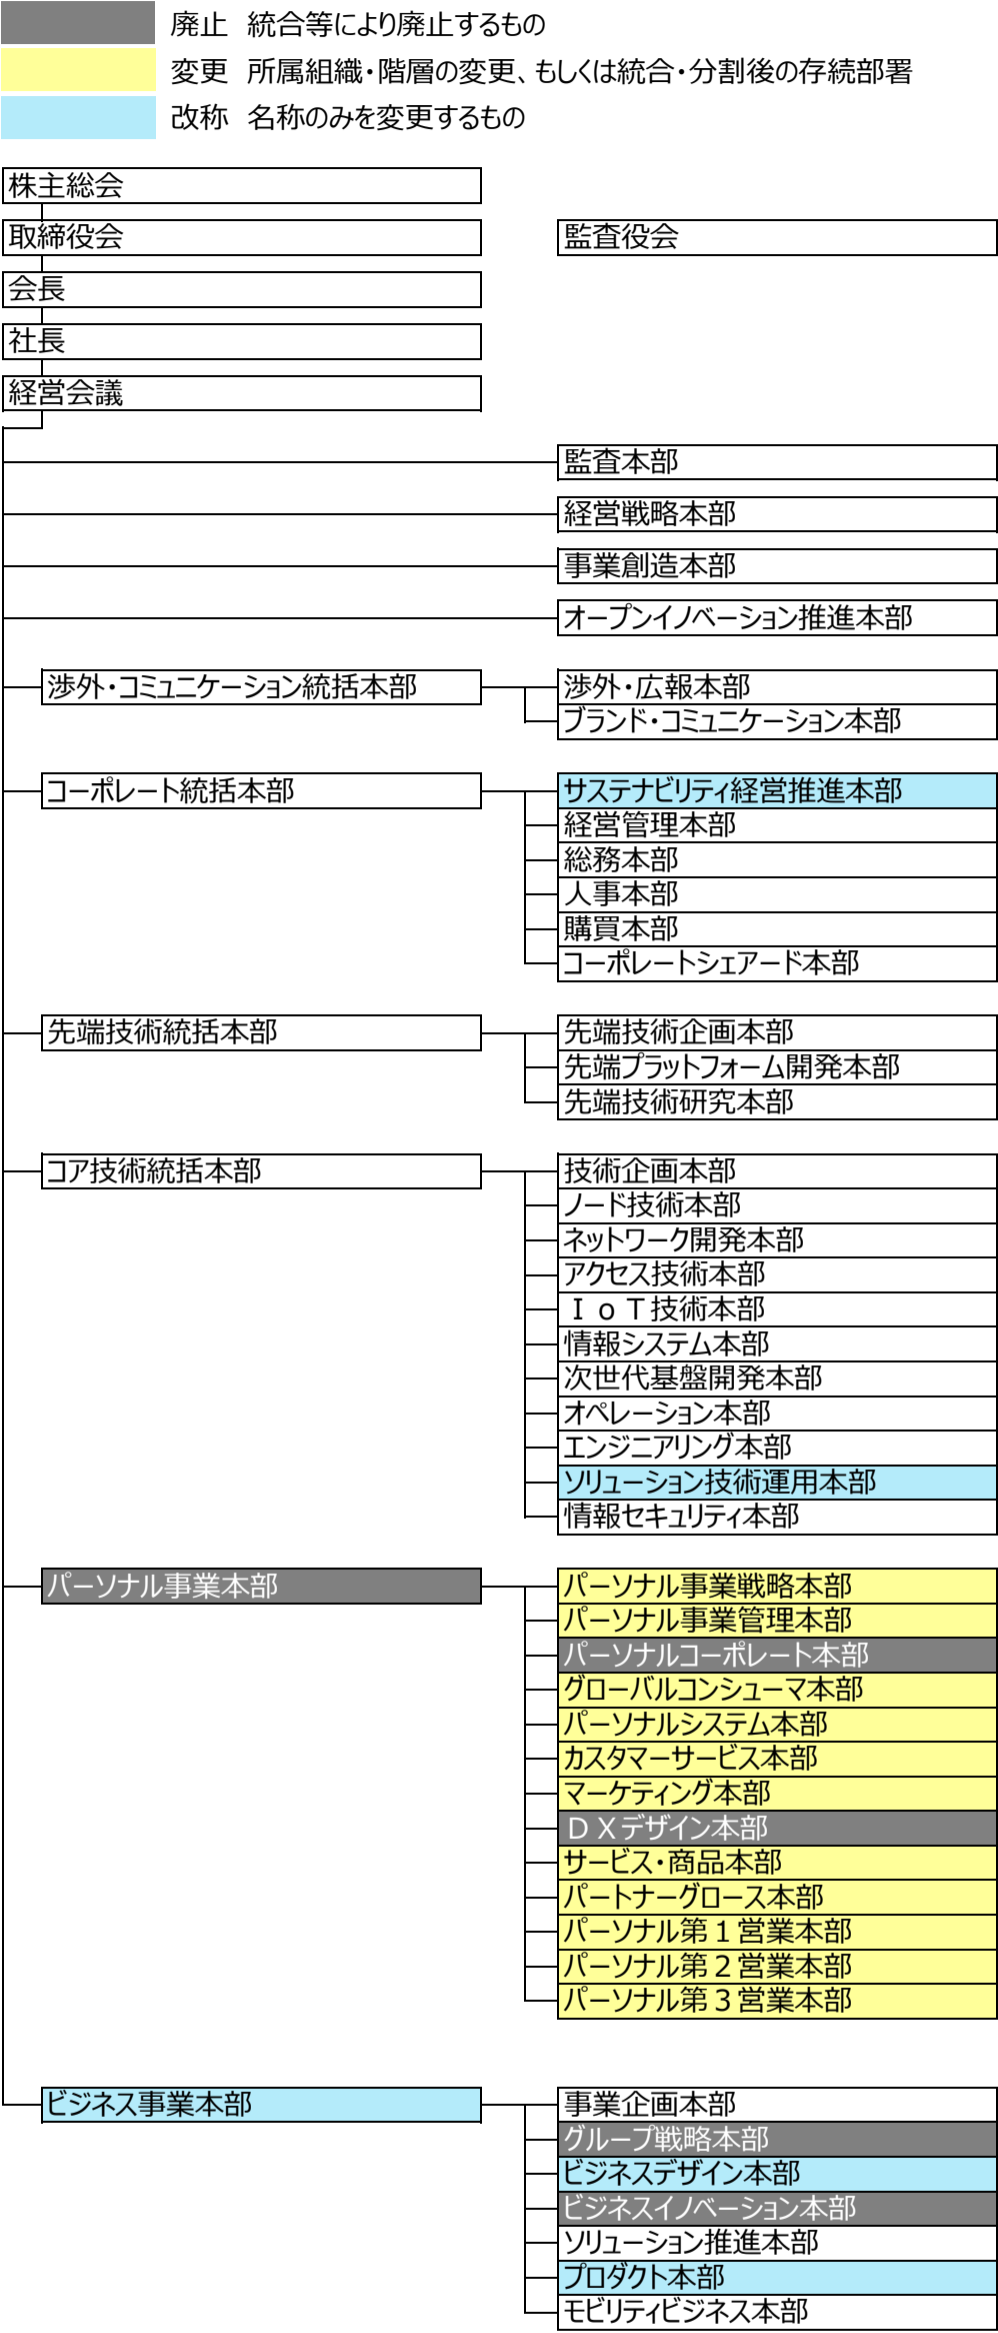 廃止 統合等により廃止するもの
変更 所属組織・階層の変更、もしくは統合・分割後の存続部署
改称 名称のみを変更するもの
株主総会
取締役会 監査役会
会長
社長
経営会議
監査本部
経営戦略本部
事業創造本部
オープンイノベーション推進本部
渉外・コミュニケーション統括本部 渉外・広報本部
ブランド・コミュニケーション本部
コーポレート統括本部 サステナビリティ経営推進本部
経営管理本部
総務本部
人事本部
購買本部
コーポレートシェアード本部
先端技術統括本部 先端技術企画本部
先端プラットフォーム開発本部
先端技術研究本部
コア技術統括本部 技術企画本部
ノード技術本部
ネットワーク開発本部
アクセス技術本部
ＩｏＴ技術本部
情報システム本部
次世代基盤開発本部
オペレーション本部
エンジニアリング本部
ソリューション技術運用本部
情報セキュリティ本部
パーソナル事業本部 パーソナル事業戦略本部
パーソナル事業管理本部
パーソナルコーポレート本部
グローバルコンシューマ本部
パーソナルシステム本部
カスタマーサービス本部
マーケティング本部
ＤＸデザイン本部
サービス・商品本部
パートナーグロース本部
パーソナル第１営業本部
パーソナル第２営業本部
パーソナル第３営業本部
ビジネス事業本部 事業企画本部
グループ戦略本部
ビジネスデザイン本部
ビジネスイノベーション本部
ソリューション推進本部
プロダクト本部
モビリティビジネス本部